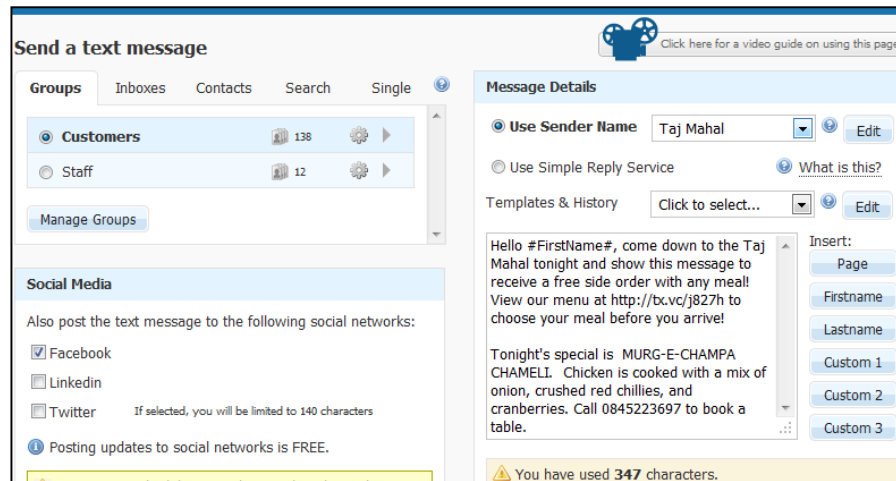 Send a text message
Click here for a video guide on using this page
Groups Inboxes Contacts Search Single
Customers 138
Staff 12
Manage Groups
Social Media
Also post the text message to the following social networks:
Facebook
Linkedin
Twitter If selected, you will be limited to 140 characters
Posting updates to social networks is FREE.
Message Details
Use Sender Name Taj Mahal Edit
Use Simple Reply Service What is this?
Templates & History Click to select... Edit
Hello #FirstName#, come down to the Taj
Mahal tonight and show this message to
receive a free side order with any meal!
View our menu at http://tx.vc/j827h to
choose your meal before you arrive!
Tonight's special is MURG-E-CHAMPA
CHAMELI. Chicken is cooked with a mix of
onion, crushed red chillies, and
cranberries. Call 0845223697 to book a
table.
Insert:
Page
Firstname
Lastname
Custom 1
Custom 2
Custom 3
You have used 347 characters.